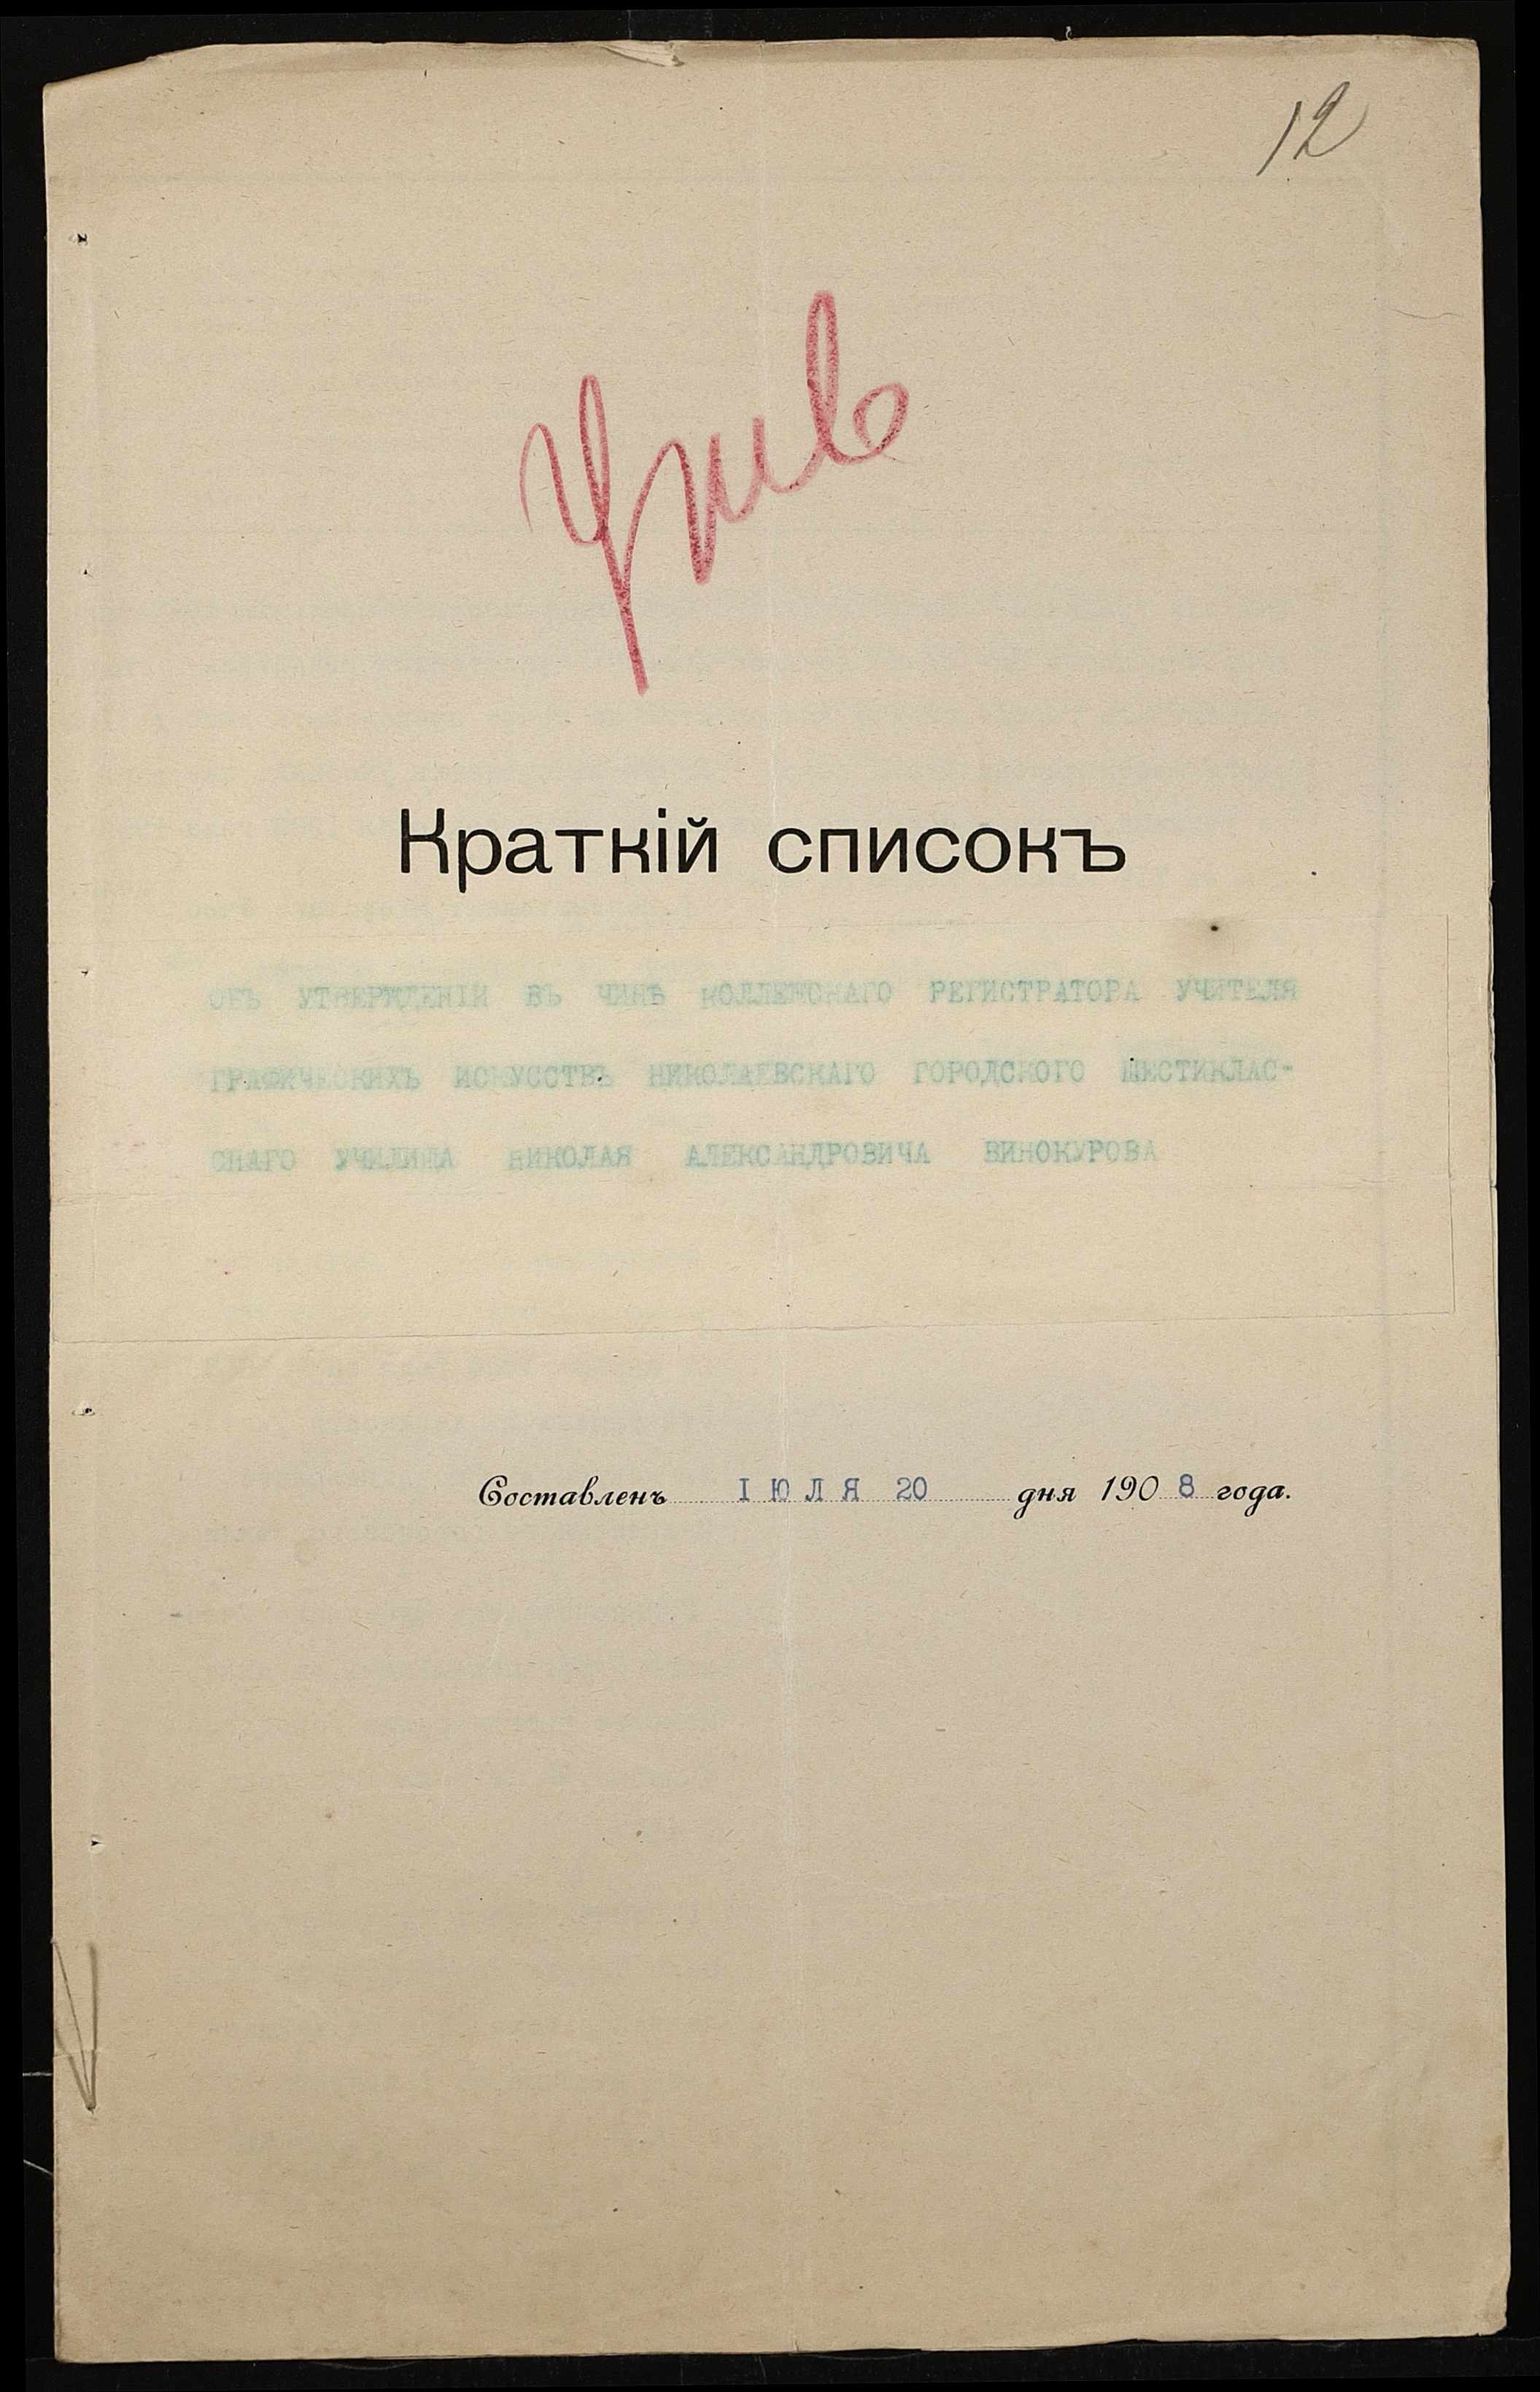 12
Краткій списокъ
ОБЪ УТВЕРЖДЕНІИ ВЪ ЧИНѢ КОЛЛЕЖСКАГО РЕГИСТРАТОРА УЧИТЕЛЯ
ГРАФИЧЕСКИХЪ ИСКУССТВЪ НИКОЛАЕВСКАГО ГОРОДСКОГО ШЕСТИКЛАС-
СНАГО УЧИЛИЩА НИКОЛАЯ АЛЕКСАНДРОВИЧА ВИНОКУРОВА
Составленъ ІЮЛЯ 20 дня 1908 года.